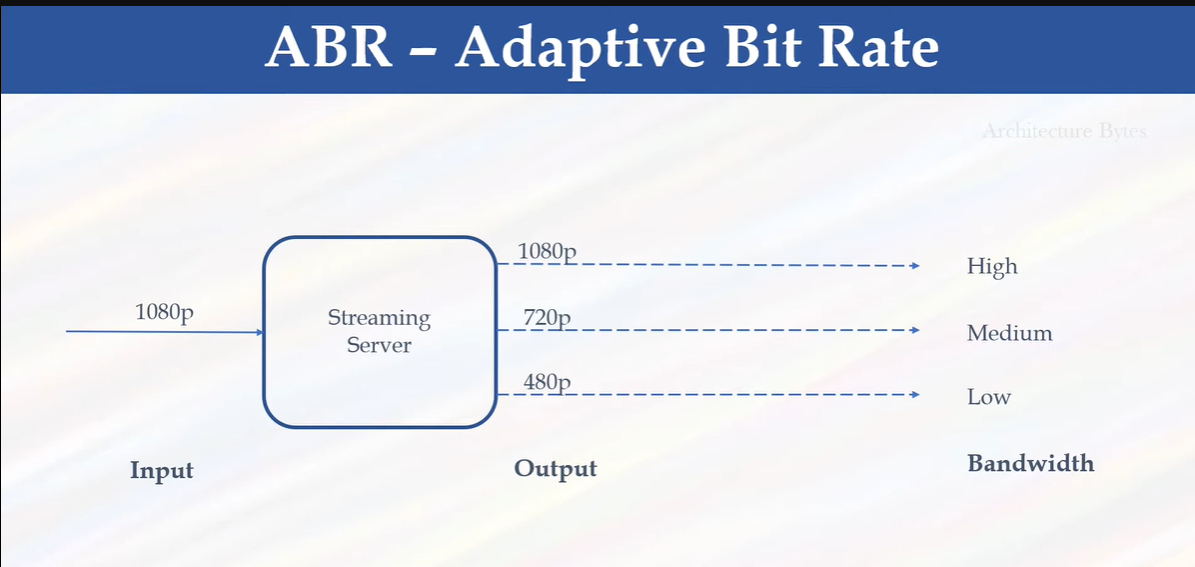 ABR – Adaptive Bit Rate
Architecture Bytes
1080p
1080p
Streaming
Server
720p
480p
High
Medium
Low
Input
Output
Bandwidth